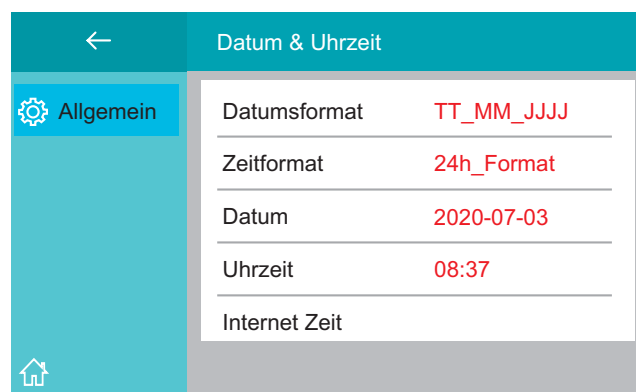 Datum & Uhrzeit
Allgemein
Datumsformat TT_MM_JJJJ
Zeitformat 24h_Format
Datum 2020-07-03
Uhrzeit 08:37
Internet Zeit